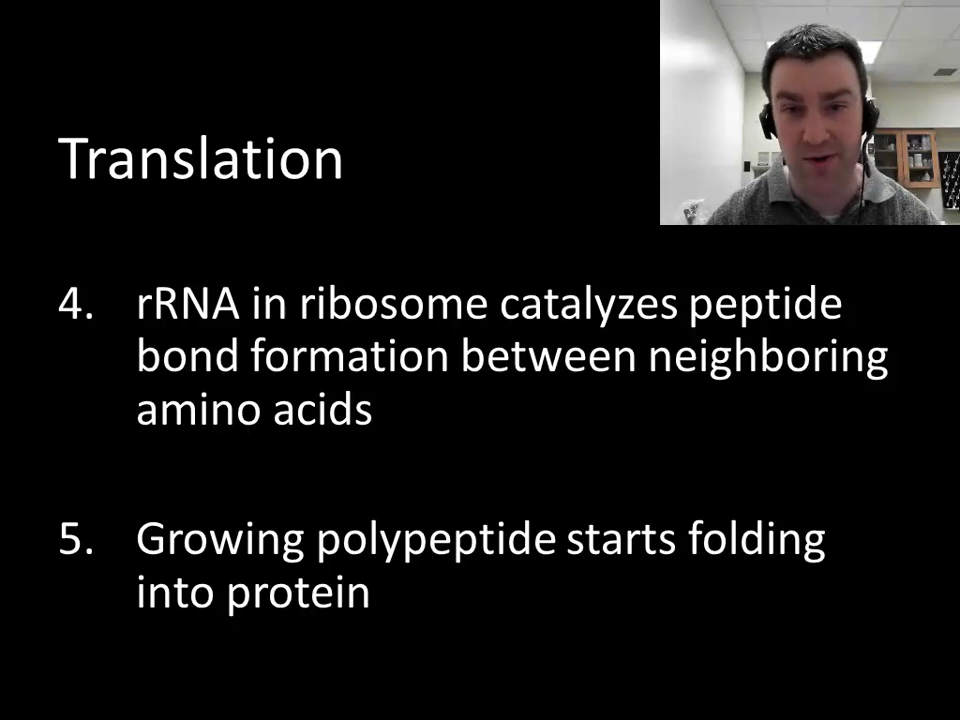 Translation
4. rRNA in ribosome catalyzes peptide
bond formation between neighboring
amino acids
5. Growing polypeptide starts folding
into protein